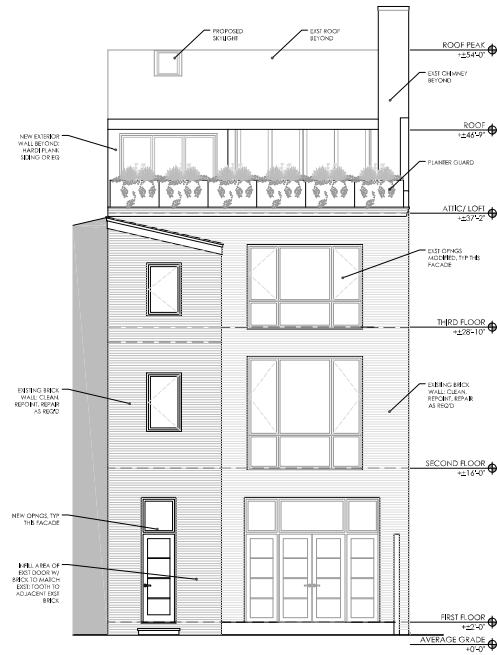 PROPOSED
SKYLIGHT
EXIST ROOF
BEYOND
ROOF PEAK
+±54'-0"
EXIST CHIMNEY
BEYOND
ROOF
+±46'-9"
NEW EXTERIOR
WALL BEYOND:
HARDI PLANK
SIDING OR EQ
PLANTER GUARD
ATTIC/ LOFT
+±37'-2"
EXIST OPNGS
MODIFIED, TYP THIS
FACADE
THIRD FLOOR
+±28'-10"
EXISTING BRICK
WALL: CLEAN,
REPOINT, REPAIR
AS REQ'D
EXISTING BRICK
WALL: CLEAN,
REPOINT, REPAIR
AS REQ'D
SECOND FLOOR
+±16'-0"
NEW OPNGS, TYP
THIS FACADE
INFILL AREA OF
EXIST DOOR W/
BRICK TO MATCH
EXIST; TOOTH TO
ADJACENT EXIST
BRICK
FIRST FLOOR
+±2'-0"
AVERAGE GRADE
+0'-0"